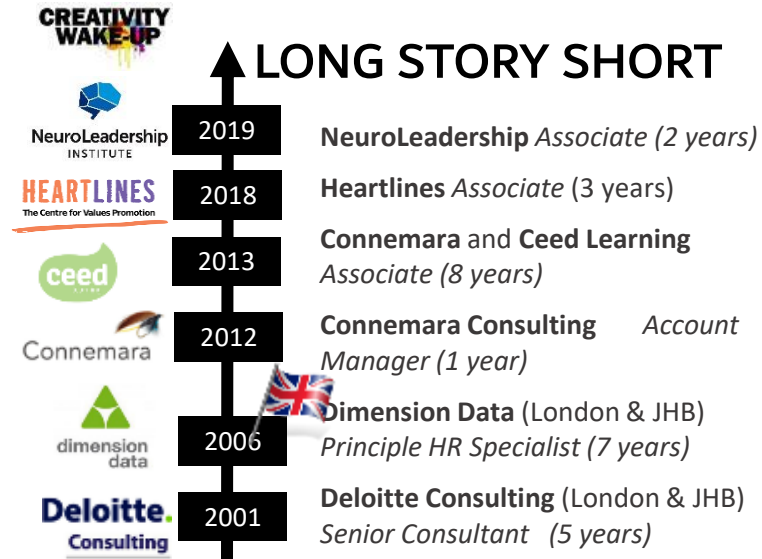 CREATIVITY
WAKE-UP
LONG STORY SHORT
NeuroLeadership
INSTITUTE
2019
NeuroLeadership Associate (2 years)
HEARTLINES
The Centre for Values Promotion
2018
Heartlines Associate (3 years)
ceed
2013
Connemara and Ceed Learning
Associate (8 years)
Connemara
2012
Connemara Consulting Account
Manager (1 year)
dimension
data
2006
Dimension Data (London & JHB)
Principle HR Specialist (7 years)
Deloitte.
Consulting
2001
Deloitte Consulting (London & JHB)
Senior Consultant (5 years)